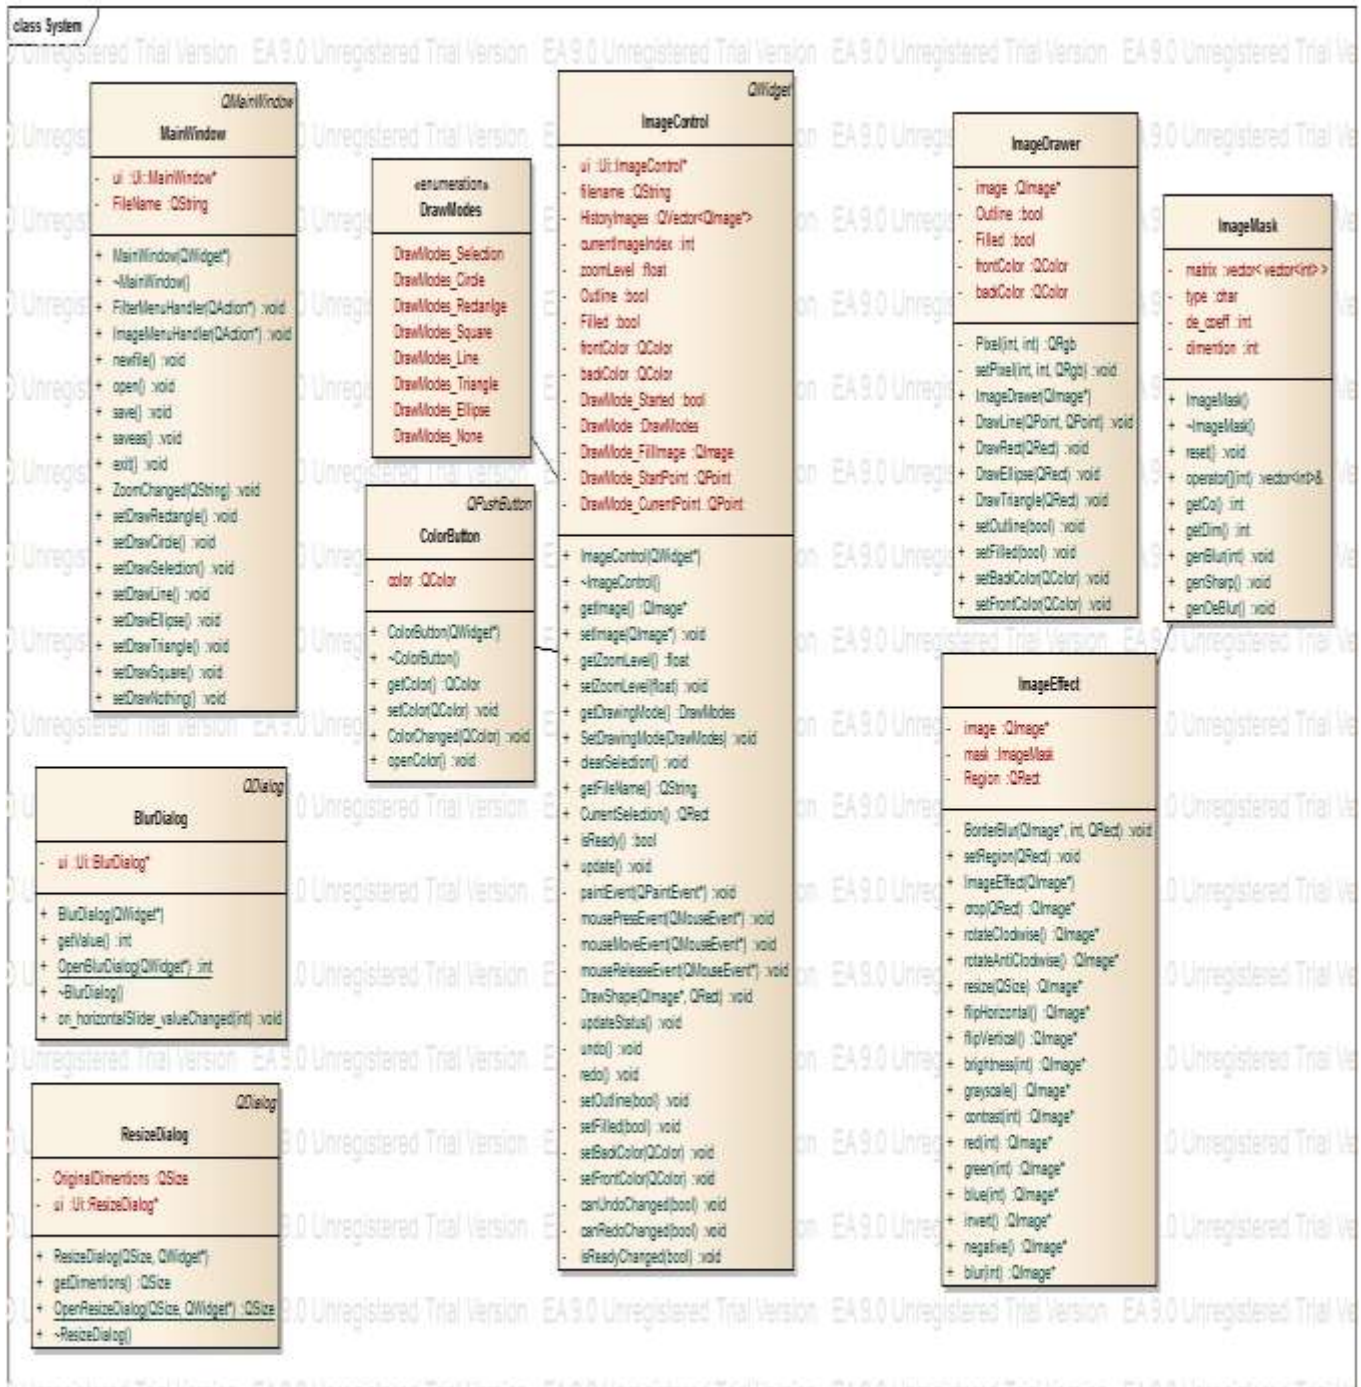 class System
EA 9.0 Unregistered Trial Version
QMainWindow
MainWindow
- ui :Ui::MainWindow*
- FileName :QString
+ MainWindow(QWidget*)
+ ~MainWindow()
+ FilterMenuHandler(QAction*) :void
+ ImageMenuHandler(QAction*) :void
+ newfile() :void
+ open() :void
+ save() :void
+ saveas() :void
+ exit() :void
+ ZoomChanged(QString) :void
+ setDrawRectangle() :void
+ setDrawCircle() :void
+ setDrawSelection() :void
+ setDrawLine() :void
+ setDrawEllipse() :void
+ setDrawTriangle() :void
+ setDrawSquare() :void
+ setDrawNothing() :void
«enumeration»
DrawModes
DrawModes_Selection
DrawModes_Circle
DrawModes_Rectanlge
DrawModes_Square
DrawModes_Line
DrawModes_Triangle
DrawModes_Ellipse
DrawModes_None
QPushButton
ColorButton
- color :QColor
+ ColorButton(QWidget*)
+ ~ColorButton()
+ getColor() :QColor
+ setColor(QColor) :void
+ ColorChanged(QColor) :void
+ openColor() :void
QDialog
BlurDialog
- ui :Ui::BlurDialog*
+ BlurDialog(QWidget*)
+ getValue() :int
+ OpenBlurDialog(QWidget*) :int
+ ~BlurDialog()
+ on_horizontalSlider_valueChanged(int) :void
QDialog
ResizeDialog
- OriginalDimentions :QSize
- ui :Ui::ResizeDialog*
+ ResizeDialog(QSize, QWidget*)
+ getDimentions() :QSize
+ OpenResizeDialog(QSize, QWidget*) :QSize
+ ~ResizeDialog()
QWidget
ImageControl
- ui :Ui::ImageControl*
- filename :QString
- HistoryImages :QVector<QImage*>
- currentImageIndex :int
- zoomLevel :float
- Outline :bool
- Filled :bool
- frontColor :QColor
- backColor :QColor
- DrawMode_Started :bool
- DrawMode :DrawModes
- DrawMode_FillImage :QImage
- DrawMode_StartPoint :QPoint
- DrawMode_CurrentPoint :QPoint
+ ImageControl(QWidget*)
+ ~ImageControl()
+ getImage() :QImage*
+ setImage(QImage*) :void
+ getZoomLevel() :float
+ setZoomLevel(float) :void
+ getDrawingMode() :DrawModes
+ SetDrawingMode(DrawModes) :void
+ clearSelection() :void
+ getFileName() :QString
+ CurrentSelection() :QRect
+ isReady() :bool
+ update() :void
- paintEvent(QPaintEvent*) :void
- mousePressEvent(QMouseEvent*) :void
- mouseMoveEvent(QMouseEvent*) :void
- mouseReleaseEvent(QMouseEvent*) :void
- DrawShape(QImage*, QRect) :void
- updateStatus() :void
- undo() :void
- redo() :void
- setOutline(bool) :void
- setFilled(bool) :void
- setBackColor(QColor) :void
- setFrontColor(QColor) :void
- canUndoChanged(bool) :void
- canRedoChanged(bool) :void
- isReadyChanged(bool) :void
ImageDrawer
- image :QImage*
- Outline :bool
- Filled :bool
- frontColor :QColor
- backColor :QColor
- Pixel(int, int) :QRgb
- setPixel(int, int, QRgb) :void
+ ImageDrawer(QImage*)
+ DrawLine(QPoint, QPoint) :void
+ DrawRect(QRect) :void
+ DrawEllipse(QRect) :void
+ DrawTriangle(QRect) :void
+ setOutline(bool) :void
+ setFilled(bool) :void
+ setBackColor(QColor) :void
+ setFrontColor(QColor) :void
ImageMask
- matrix :vector< vector<int> >
- type :char
- de_coeff :int
- dimention :int
+ ImageMask()
+ ~ImageMask()
+ reset() :void
+ operator[](int) :vector<int>&
+ getCo() :int
+ getDim() :int
+ genBlur(int) :void
+ genSharp() :void
+ genDeBlur() :void
ImageEffect
- image :QImage*
- mask :ImageMask
- Region :QRect
- BorderBlur(QImage*, int, QRect) :void
+ setRegion(QRect) :void
+ ImageEffect(QImage*)
+ crop(QRect) :QImage*
+ rotateClockwise() :QImage*
+ rotateAntiClockwise() :QImage*
+ resize(QSize) :QImage*
+ flipHorizontal() :QImage*
+ flipVertical() :QImage*
+ brightness(int) :QImage*
+ grayscale() :QImage*
+ contrast(int) :QImage*
+ red(int) :QImage*
+ green(int) :QImage*
+ blue(int) :QImage*
+ invert() :QImage*
+ negative() :QImage*
+ blur(int) :QImage*